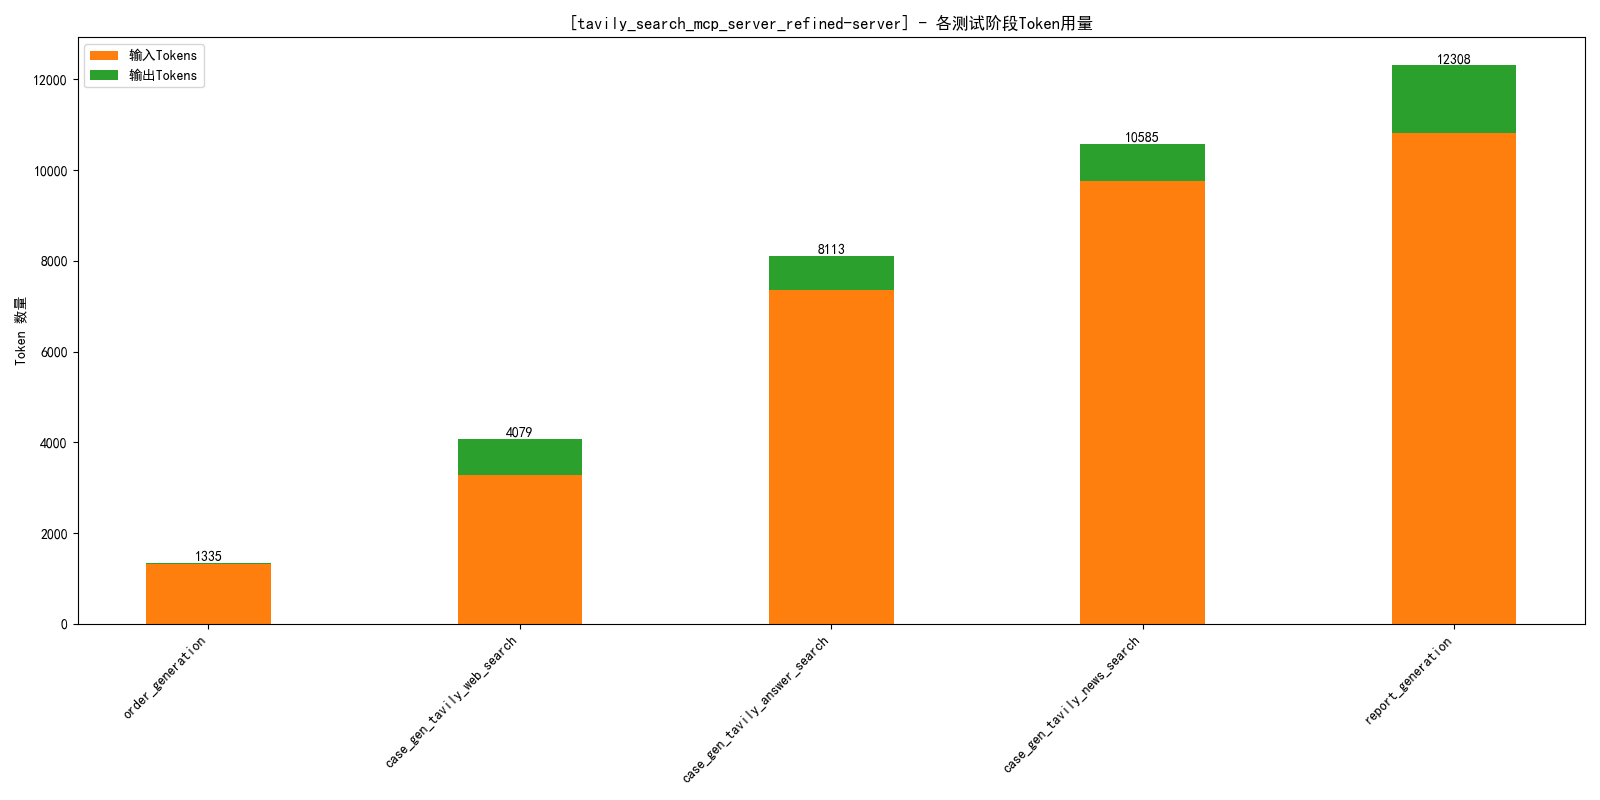 [tavily_search_mcp_server_refined-server] - 各测试阶段Token用量
输入Tokens
输出Tokens
Token 数量
12000
10000
8000
6000
4000
2000
0
1335
4079
8113
10585
12308
order_generation
case_gen_tavily_web_search
case_gen_tavily_answer_search
case_gen_tavily_news_search
report_generation